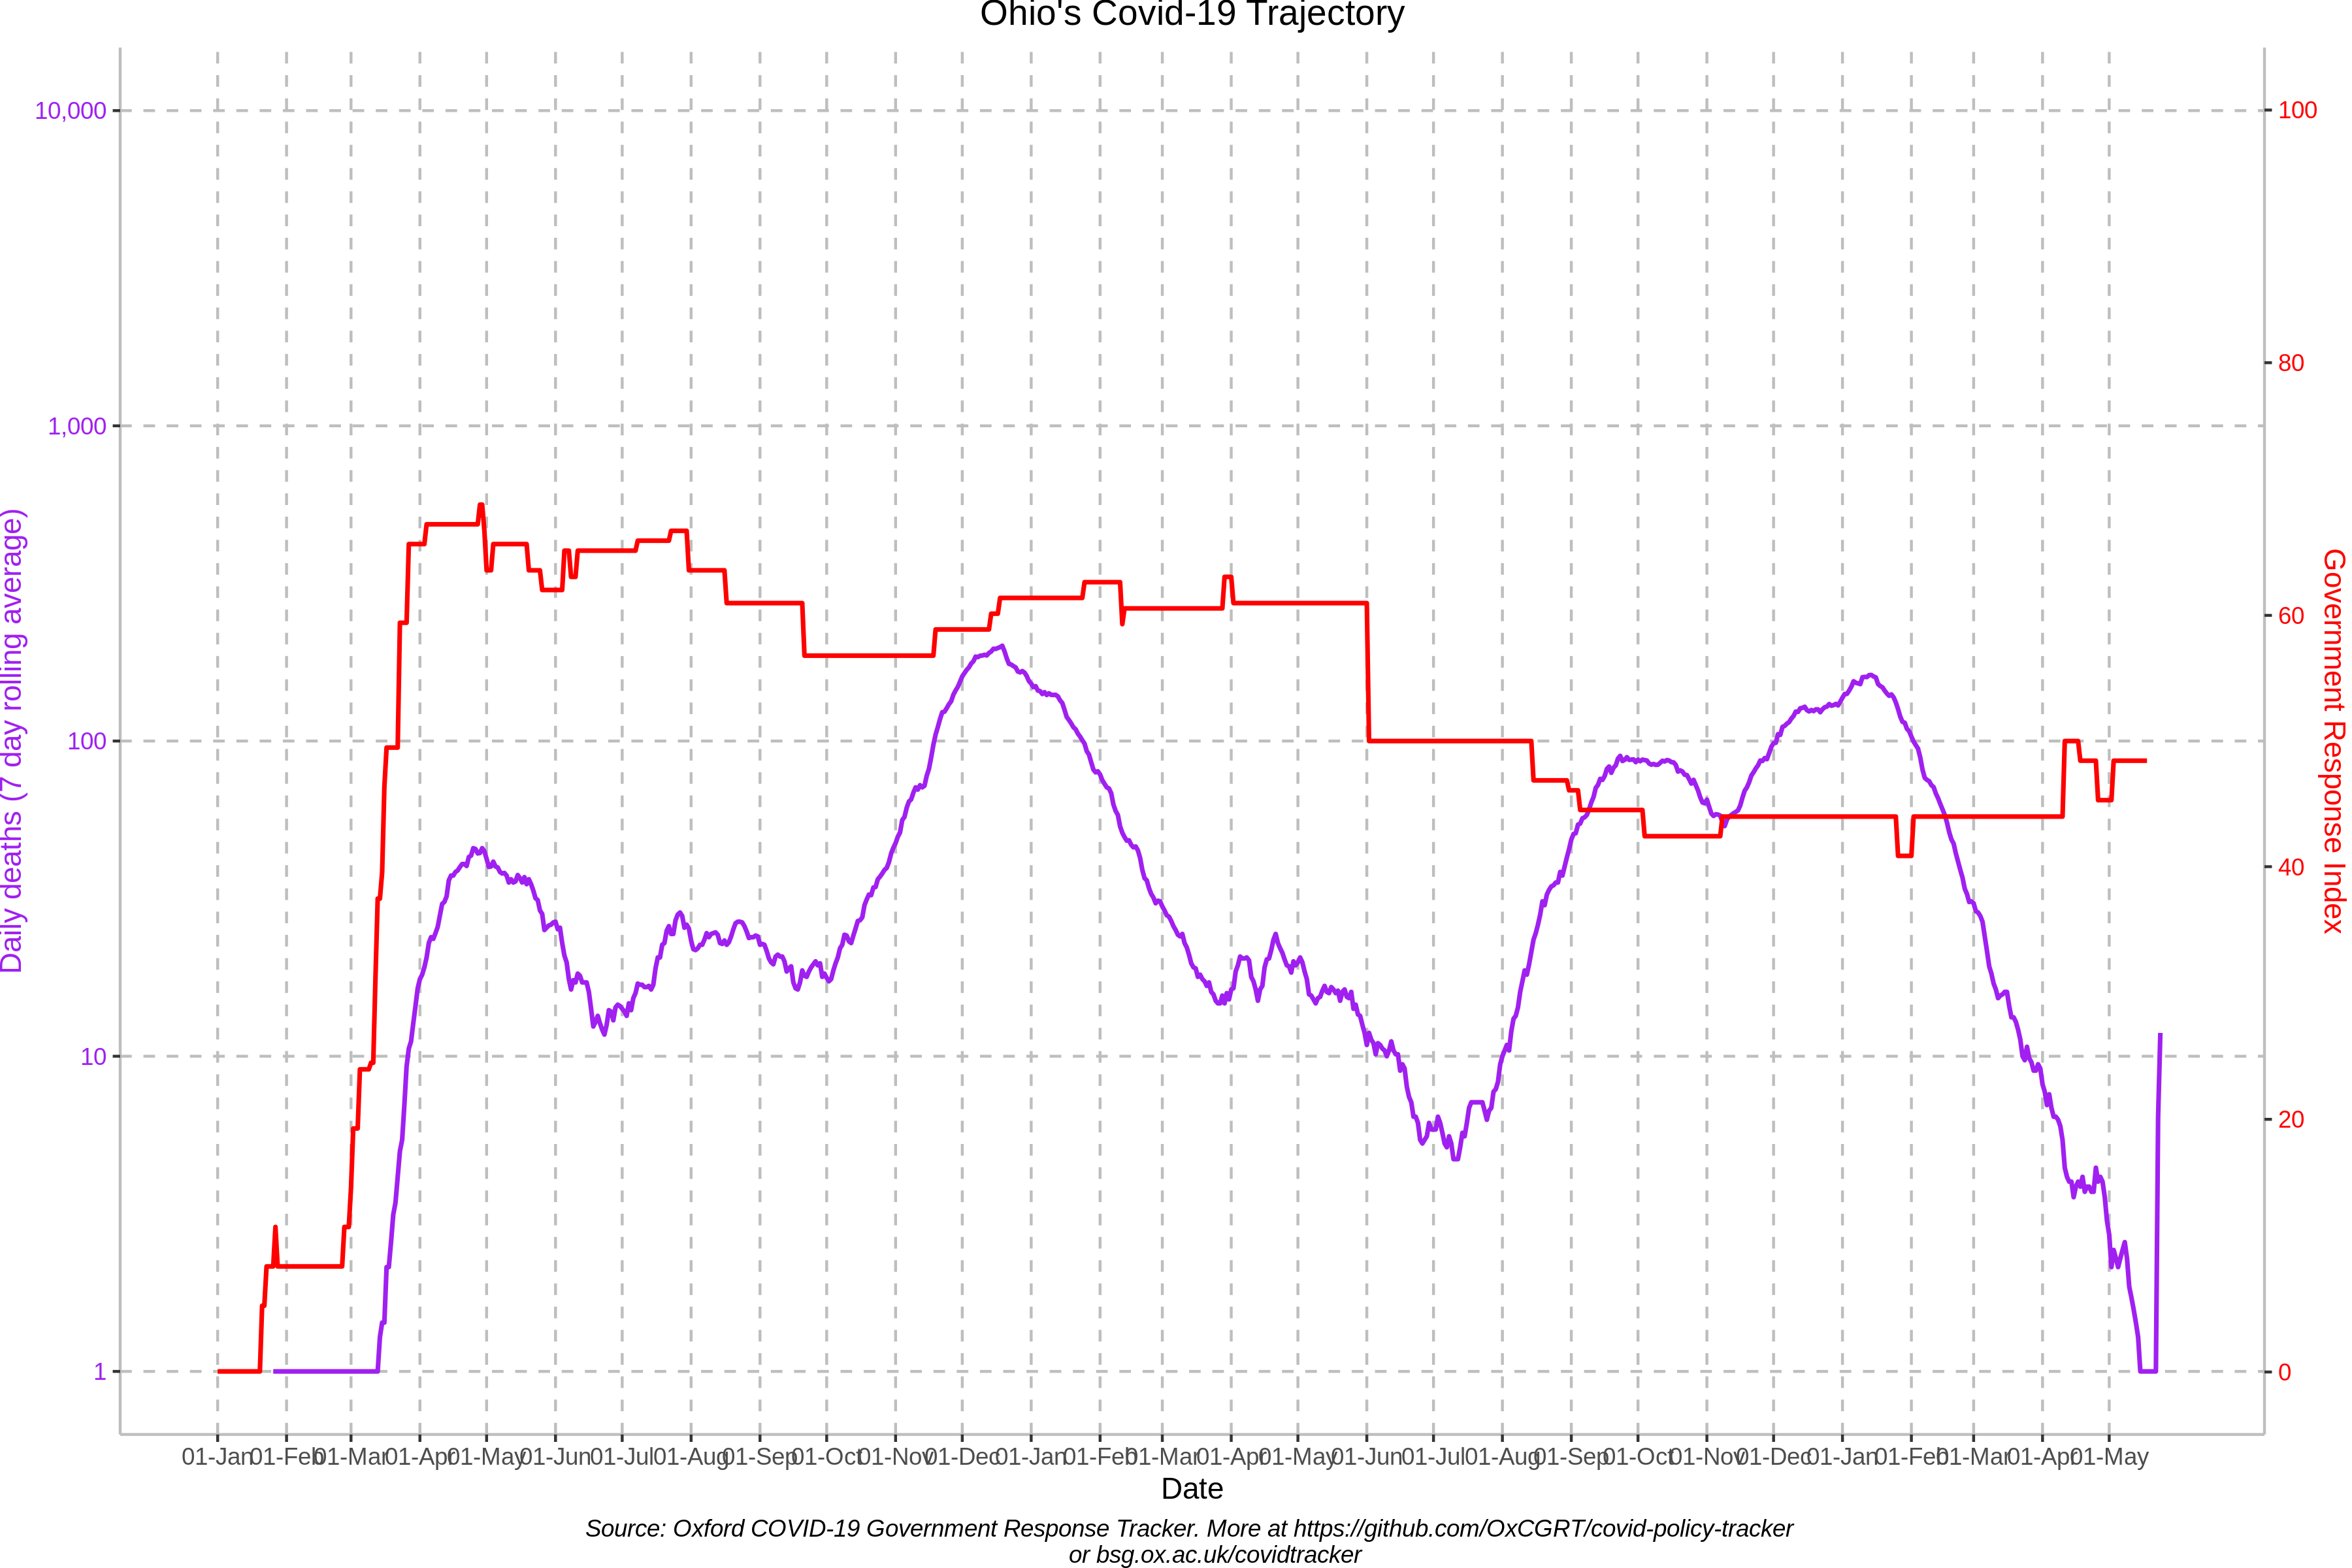 Ohio's Covid-19 Trajectory
10,000
1,000
100
10
1
Daily deaths (7 day rolling average)
100
80
60
40
20
0
Government Response Index
01-Jan 01-Feb 01-Mar 01-Apr 01-May 01-Jun 01-Jul 01-Aug 01-Sep 01-Oct 01-Nov 01-Dec 01-Jan 01-Feb 01-Mar 01-Apr 01-May 01-Jun 01-Jul 01-Aug 01-Sep 01-Oct 01-Nov 01-Dec 01-Jan 01-Feb 01-Mar 01-Apr 01-May
Date
Source: Oxford COVID-19 Government Response Tracker. More at https://github.com/OxCGRT/covid-policy-tracker
or bsg.ox.ac.uk/covidtracker